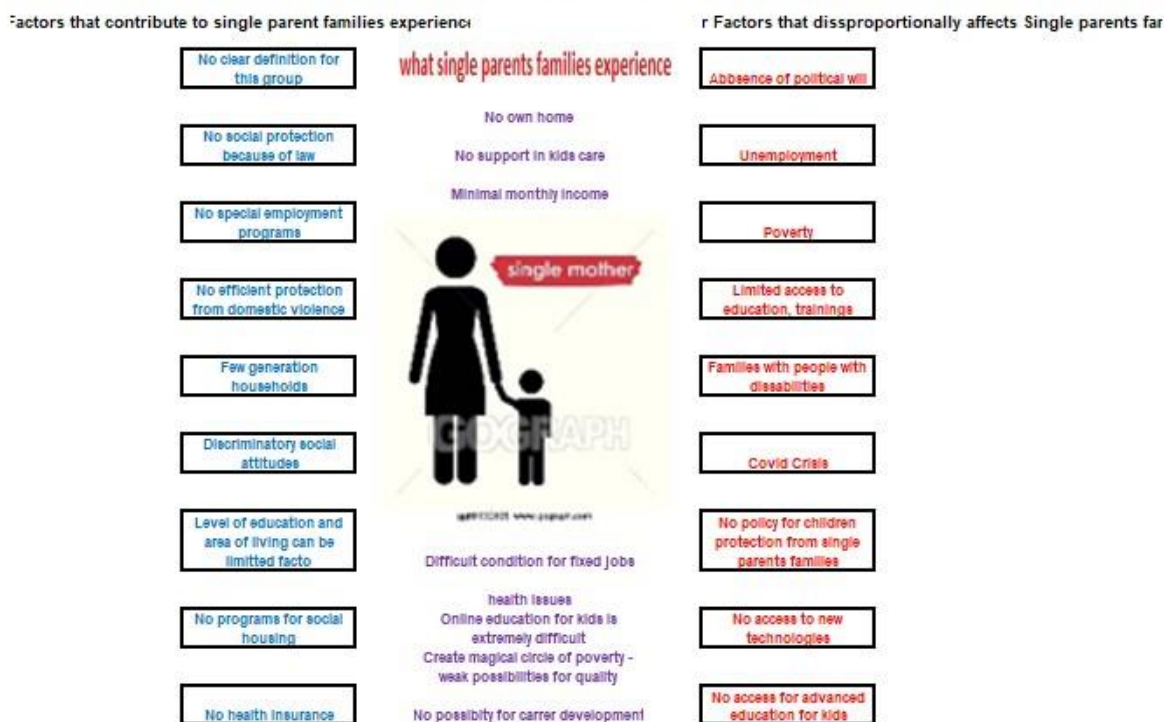 Factors that contribute to single parent families experience
r Factors that dissproportionally affects Single parents far
No clear definition for
this group
No social protection
because of law
No special employment
programs
No efficient protection
from domestic violence
Few generation
households
Discriminatory social
attitudes
Level of education and
area of living can be
limitted facto
No programs for social
housing
No health insurance
what single parents families experience
No own home
No support in kids care
Minimal monthly income
single mother
GOGRAPH
www.gograph.com
Difficult condition for fixed jobs
health issues
Online education for kids is
extremely difficult
Create magical circle of poverty -
weak possibilities for quality
No possibity for carrer development
Abbsence of political will
Unemployment
Poverty
Limited access to
education, trainings
Families with people with
dissabilities
Covid Crisis
No policy for children
protection from single
parents families
No access to new
technologies
No access for advanced
education for kids